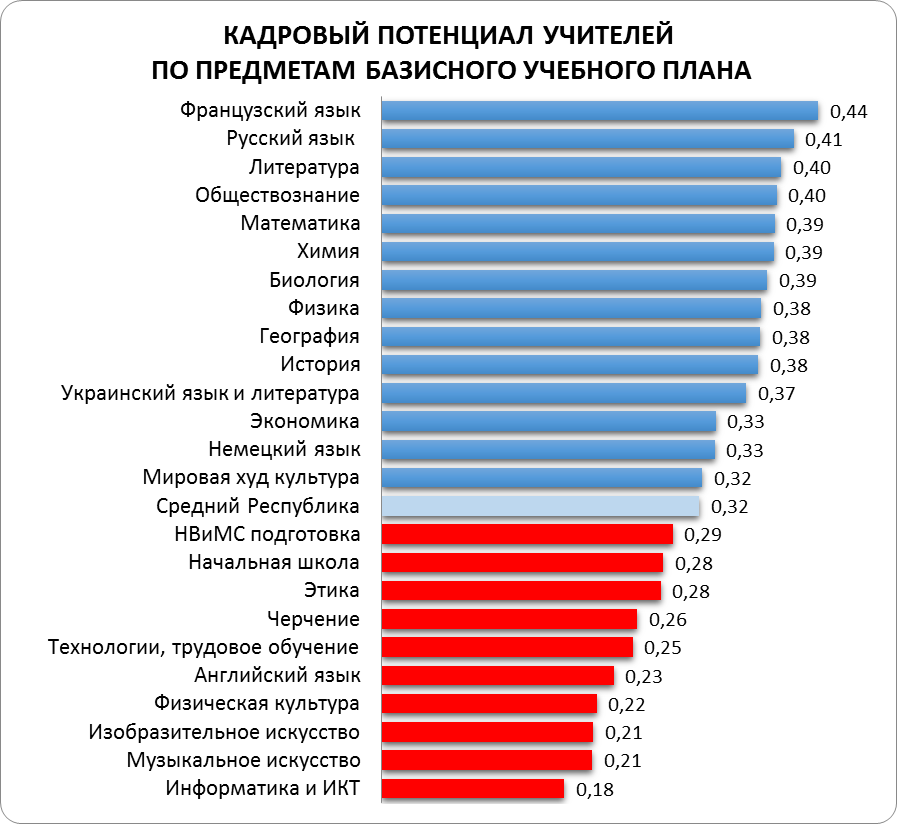 КАДРОВЫЙ ПОТЕНЦИАЛ УЧИТЕЛЕЙ
ПО ПРЕДМЕТАМ БАЗИСНОГО УЧЕБНОГО ПЛАНА
Французский язык 0,44
Русский язык 0,41
Литература 0,40
Обществознание 0,40
Математика 0,39
Химия 0,39
Биология 0,39
Физика 0,38
География 0,38
История 0,38
Украинский язык и литература 0,37
Экономика 0,33
Немецкий язык 0,33
Мировая худ культура 0,32
Средний Республика 0,32
НВиМС подготовка 0,29
Начальная школа 0,28
Этика 0,28
Черчение 0,26
Технологии, трудовое обучение 0,25
Английский язык 0,23
Физическая культура 0,22
Изобразительное искусство 0,21
Музыкальное искусство 0,21
Информатика и ИКТ 0,18